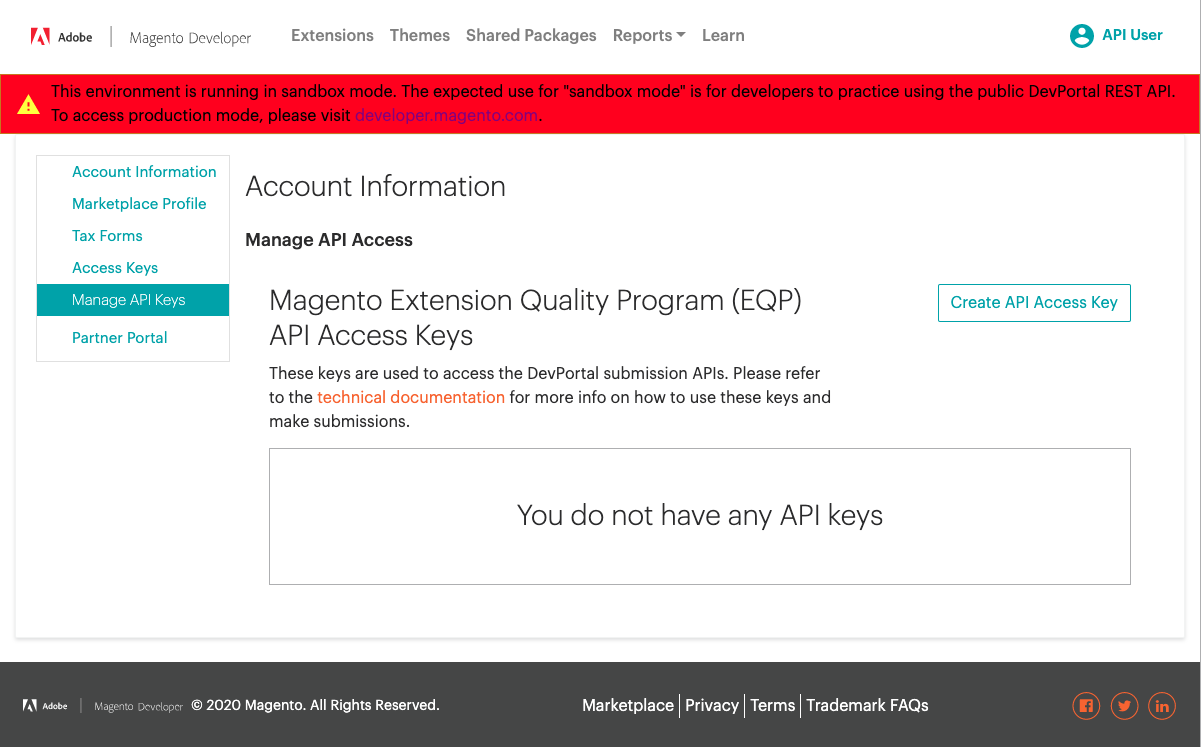 Adobe | Magento Developer Extensions Themes Shared Packages Reports Learn API User
This environment is running in sandbox mode. The expected use for "sandbox mode" is for developers to practice using the public DevPortal REST API.
To access production mode, please visit developer.magento.com.
Account Information
Marketplace Profile
Tax Forms
Access Keys
Manage API Keys
Partner Portal
Account Information
Manage API Access
Magento Extension Quality Program (EQP)
API Access Keys
Create API Access Key
These keys are used to access the DevPortal submission APIs. Please refer
to the technical documentation for more info on how to use these keys and
make submissions.
You do not have any API keys
Adobe | Magento Developer © 2020 Magento. All Rights Reserved. Marketplace | Privacy | Terms | Trademark FAQs